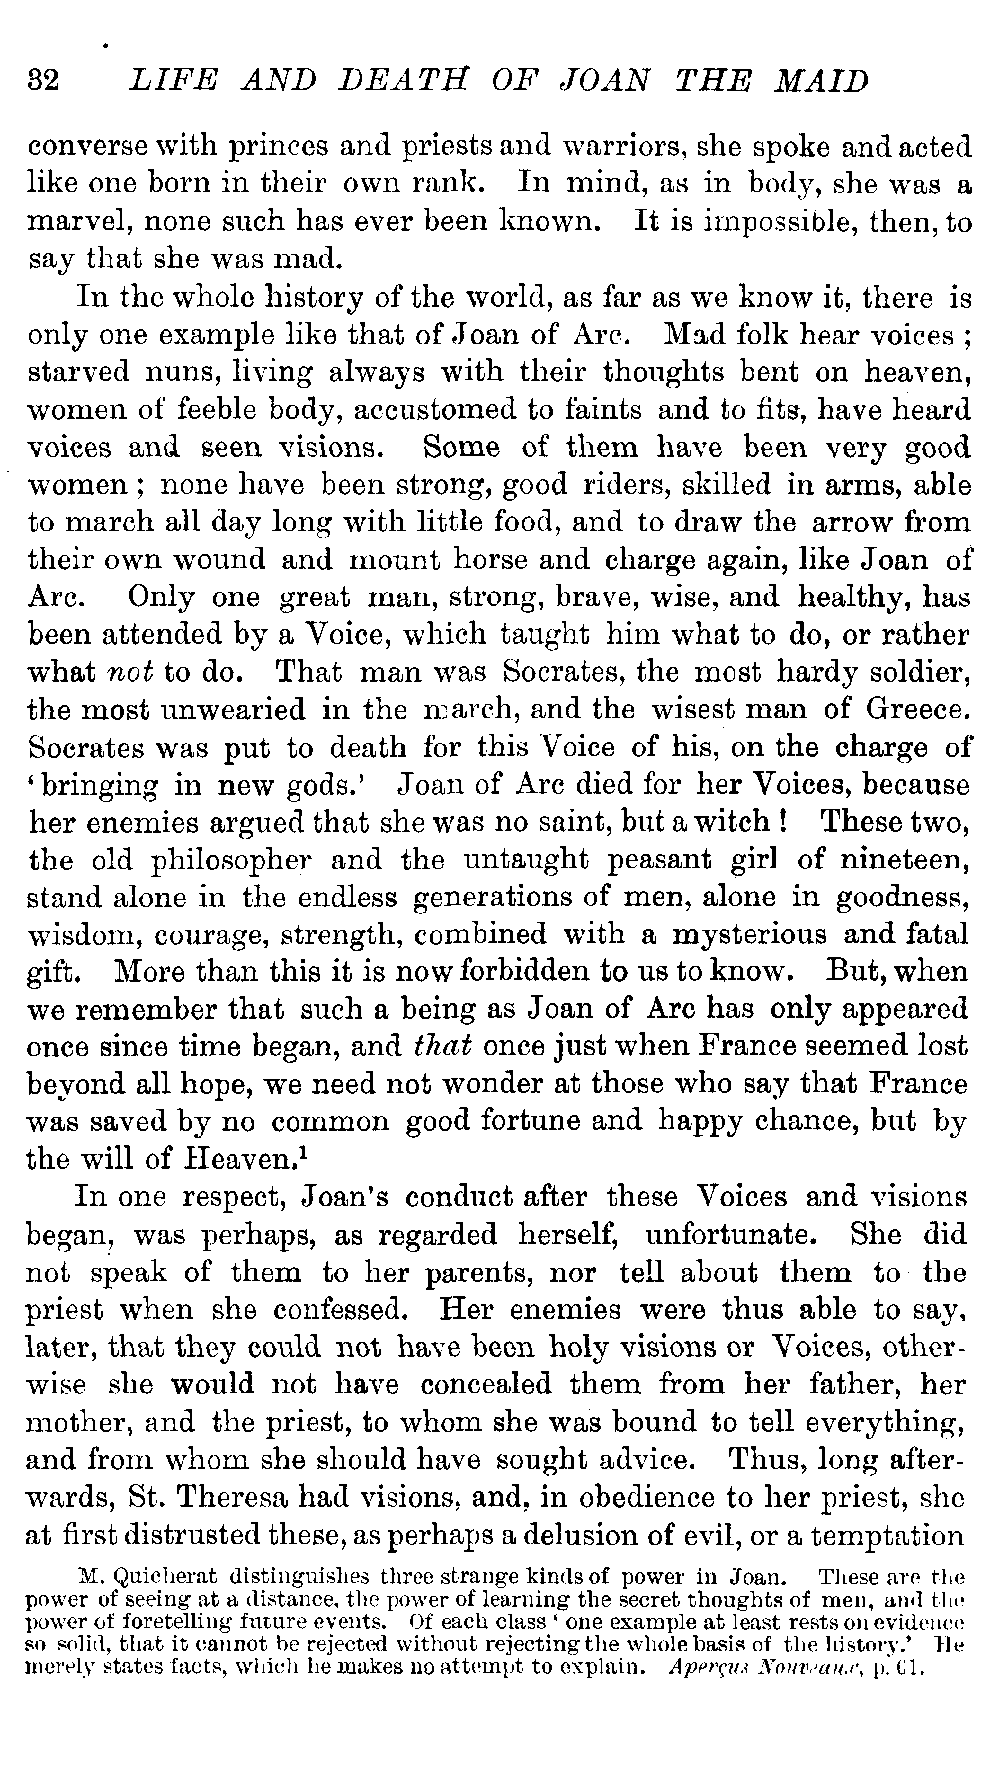 32 LIFE AND DEATH OF JOAN THE MAID
converse with princes and priests and warriors, she spoke and acted
like one born in their own rank. In mind, as in body, she was a
marvel, none such has ever been known. It is impossible, then, to
say that she was mad.
In the whole history of the world, as far as we know it, there is
only one example like that of Joan of Arc. Mad folk hear voices ;
starved nuns, living always with their thoughts bent on heaven,
women of feeble body, accustomed to faints and to fits, have heard
voices and seen visions. Some of them have been very good
women ; none have been strong, good riders, skilled in arms, able
to march all day long with little food, and to draw the arrow from
their own wound and mount horse and charge again, like Joan of
Arc. Only one great man, strong, brave, wise, and healthy, has
been attended by a Voice, which taught him what to do, or rather
what not to do. That man was Socrates, the most hardy soldier,
the most unwearied in the march, and the wisest man of Greece.
Socrates was put to death for this Voice of his, on the charge of
‘bringing in new gods.’ Joan of Arc died for her Voices, because
her enemies argued that she was no saint, but a witch ! These two,
the old philosopher and the untaught peasant girl of nineteen,
stand alone in the endless generations of men, alone in goodness,
wisdom, courage, strength, combined with a mysterious and fatal
gift. More than this it is now forbidden to us to know. But, when
we remember that such a being as Joan of Arc has only appeared
once since time began, and that once just when France seemed lost
beyond all hope, we need not wonder at those who say that France
was saved by no common good fortune and happy chance, but by
the will of Heaven.¹
In one respect, Joan's conduct after these Voices and visions
began, was perhaps, as regarded herself, unfortunate. She did
not speak of them to her parents, nor tell about them to the
priest when she confessed. Her enemies were thus able to say,
later, that they could not have been holy visions or Voices, other-
wise she would not have concealed them from her father, her
mother, and the priest, to whom she was bound to tell everything,
and from whom she should have sought advice. Thus, long after-
wards, St. Theresa had visions, and, in obedience to her priest, she
at first distrusted these, as perhaps a delusion of evil, or a temptation
M. Quicherat distinguishes three strange kinds of power in Joan. These are the
power of seeing at a distance, the power of learning the secret thoughts of men, and the
power of foretelling future events. Of each class ‘ one example at least rests on evidence
so solid, that it cannot be rejected without rejecting the whole basis of the history.’ He
merely states facts, which he makes no attempt to explain. Aperçus Nouveaux, p. 61.